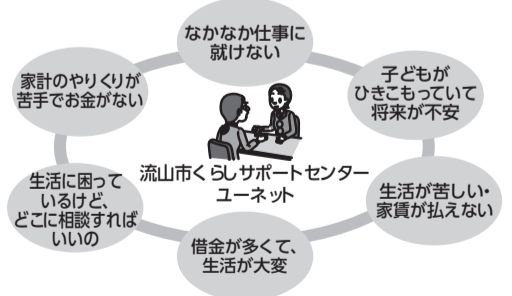 なかなか仕事に
就けない
子どもが
ひきこもっていて
将来が不安
生活が苦しい・
家賃が払えない
借金が多くて、
生活が大変
生活に困って
いるけど、
どこに相談すれば
いいの
家計のやりくりが
苦手でお金がない
流山市くらしサポートセンター
ユーネット